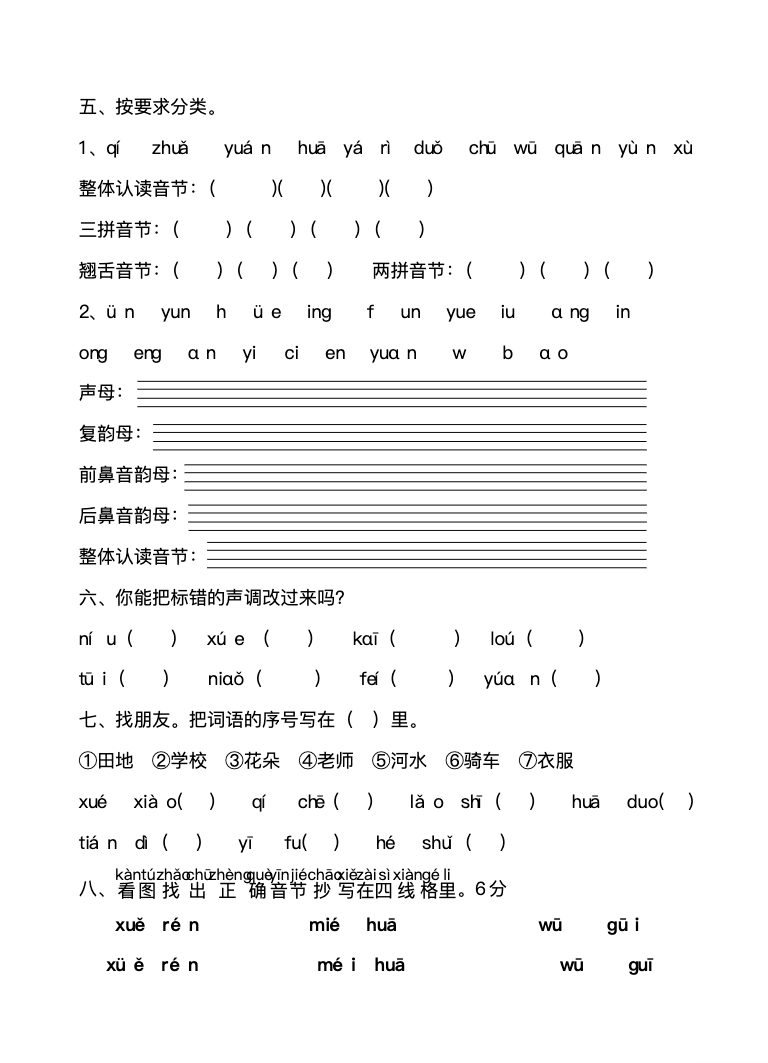 五、按要求分类。
1、qí zhuǎ yuán huā yá rì duǒ chū wū quān yùn xù
整体认读音节：( )( )( )( )
三拼音节：( ) ( ) ( ) ( )
翘舌音节：( ) ( ) ( ) 两拼音节：( ) ( ) ( )
2、ün yun h üe ing f un yue iu ɑng in
ong eng ɑn yi ci en yuɑn w b ɑo
声母：
复韵母：
前鼻音韵母：
后鼻音韵母：
整体认读音节：
六、你能把标错的声调改过来吗？
níu ( ) xúe ( ) kɑī ( ) loú ( )
tūi ( ) niɑǒ ( ) feí ( ) yúɑn ( )
七、找朋友。把词语的序号写在（ ）里。
①田地 ②学校 ③花朵 ④老师 ⑤河水 ⑥骑车 ⑦衣服
xué xiào( ) qí chē ( ) lǎo shī ( ) huā duo( )
tián dì ( ) yī fu( ) hé shuǐ ( )
kàn tú zhǎo chū zhèng què yīn jié chāo xiě zài sì xiàn gé li
八、看图找出正确音节抄写在四线格里。6分
xuě rén mié huā wū gūi
xüě rén méi huā wū guī